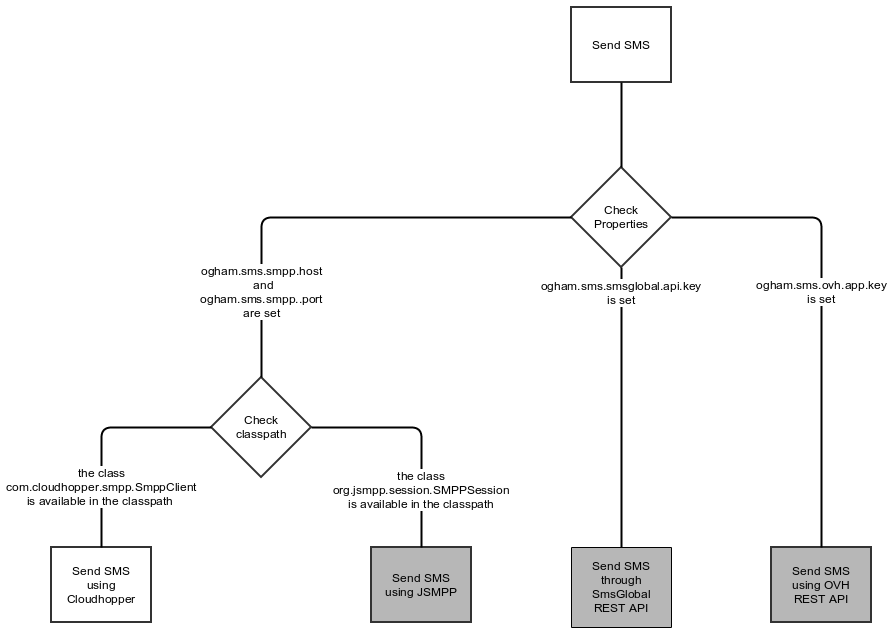 Send SMS
Check
Properties
ogham.sms.smpp.host
and
ogham.sms.smpp..port
are set
ogham.sms.smsglobal.api.key
is set
ogham.sms.ovh.app.key
is set
Check
classpath
the class
com.cloudhopper.smpp.SmppClient
is available in the classpath
the class
org.jsmpp.session.SMPPSession
is available in the classpath
Send SMS
using
Cloudhopper
Send SMS
using JSMPP
Send SMS
through
SmsGlobal
REST API
Send SMS
using OVH
REST API